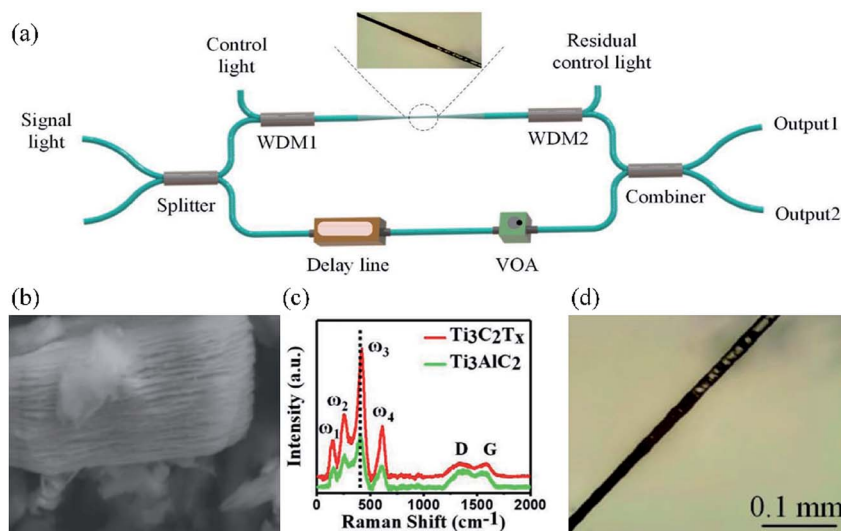 (a)
Control
light
Residual
control light
Signal
light
WDM1
WDM2
Output1
Splitter
Combiner
Output2
Delay line
VOA
(b)
(c)
(d)
Ti3C2Tx
Ti3AlC2
ω1
ω2
ω3
ω4
D G
Intensity (a.u.)
0 500 1000 1500 2000
Raman Shift (cm-1)
0.1 mm